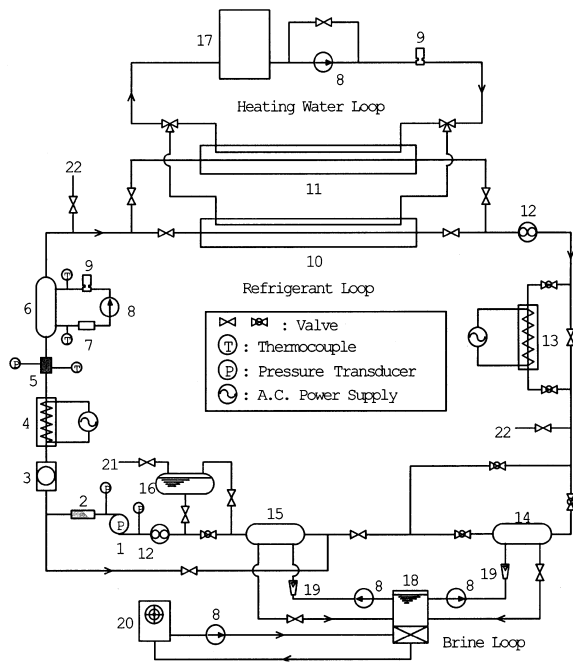 17
9
8
Heating Water Loop
22
11
12
10
9
6
8
Refrigerant Loop
7
: Valve
T : Thermocouple
P : Pressure Transducer
: A.C. Power Supply
13
P
T
T
T
5
4
22
3
21
16
2
P
P
P
1
12
15
14
8
18
8
19
19
20
8
Brine Loop